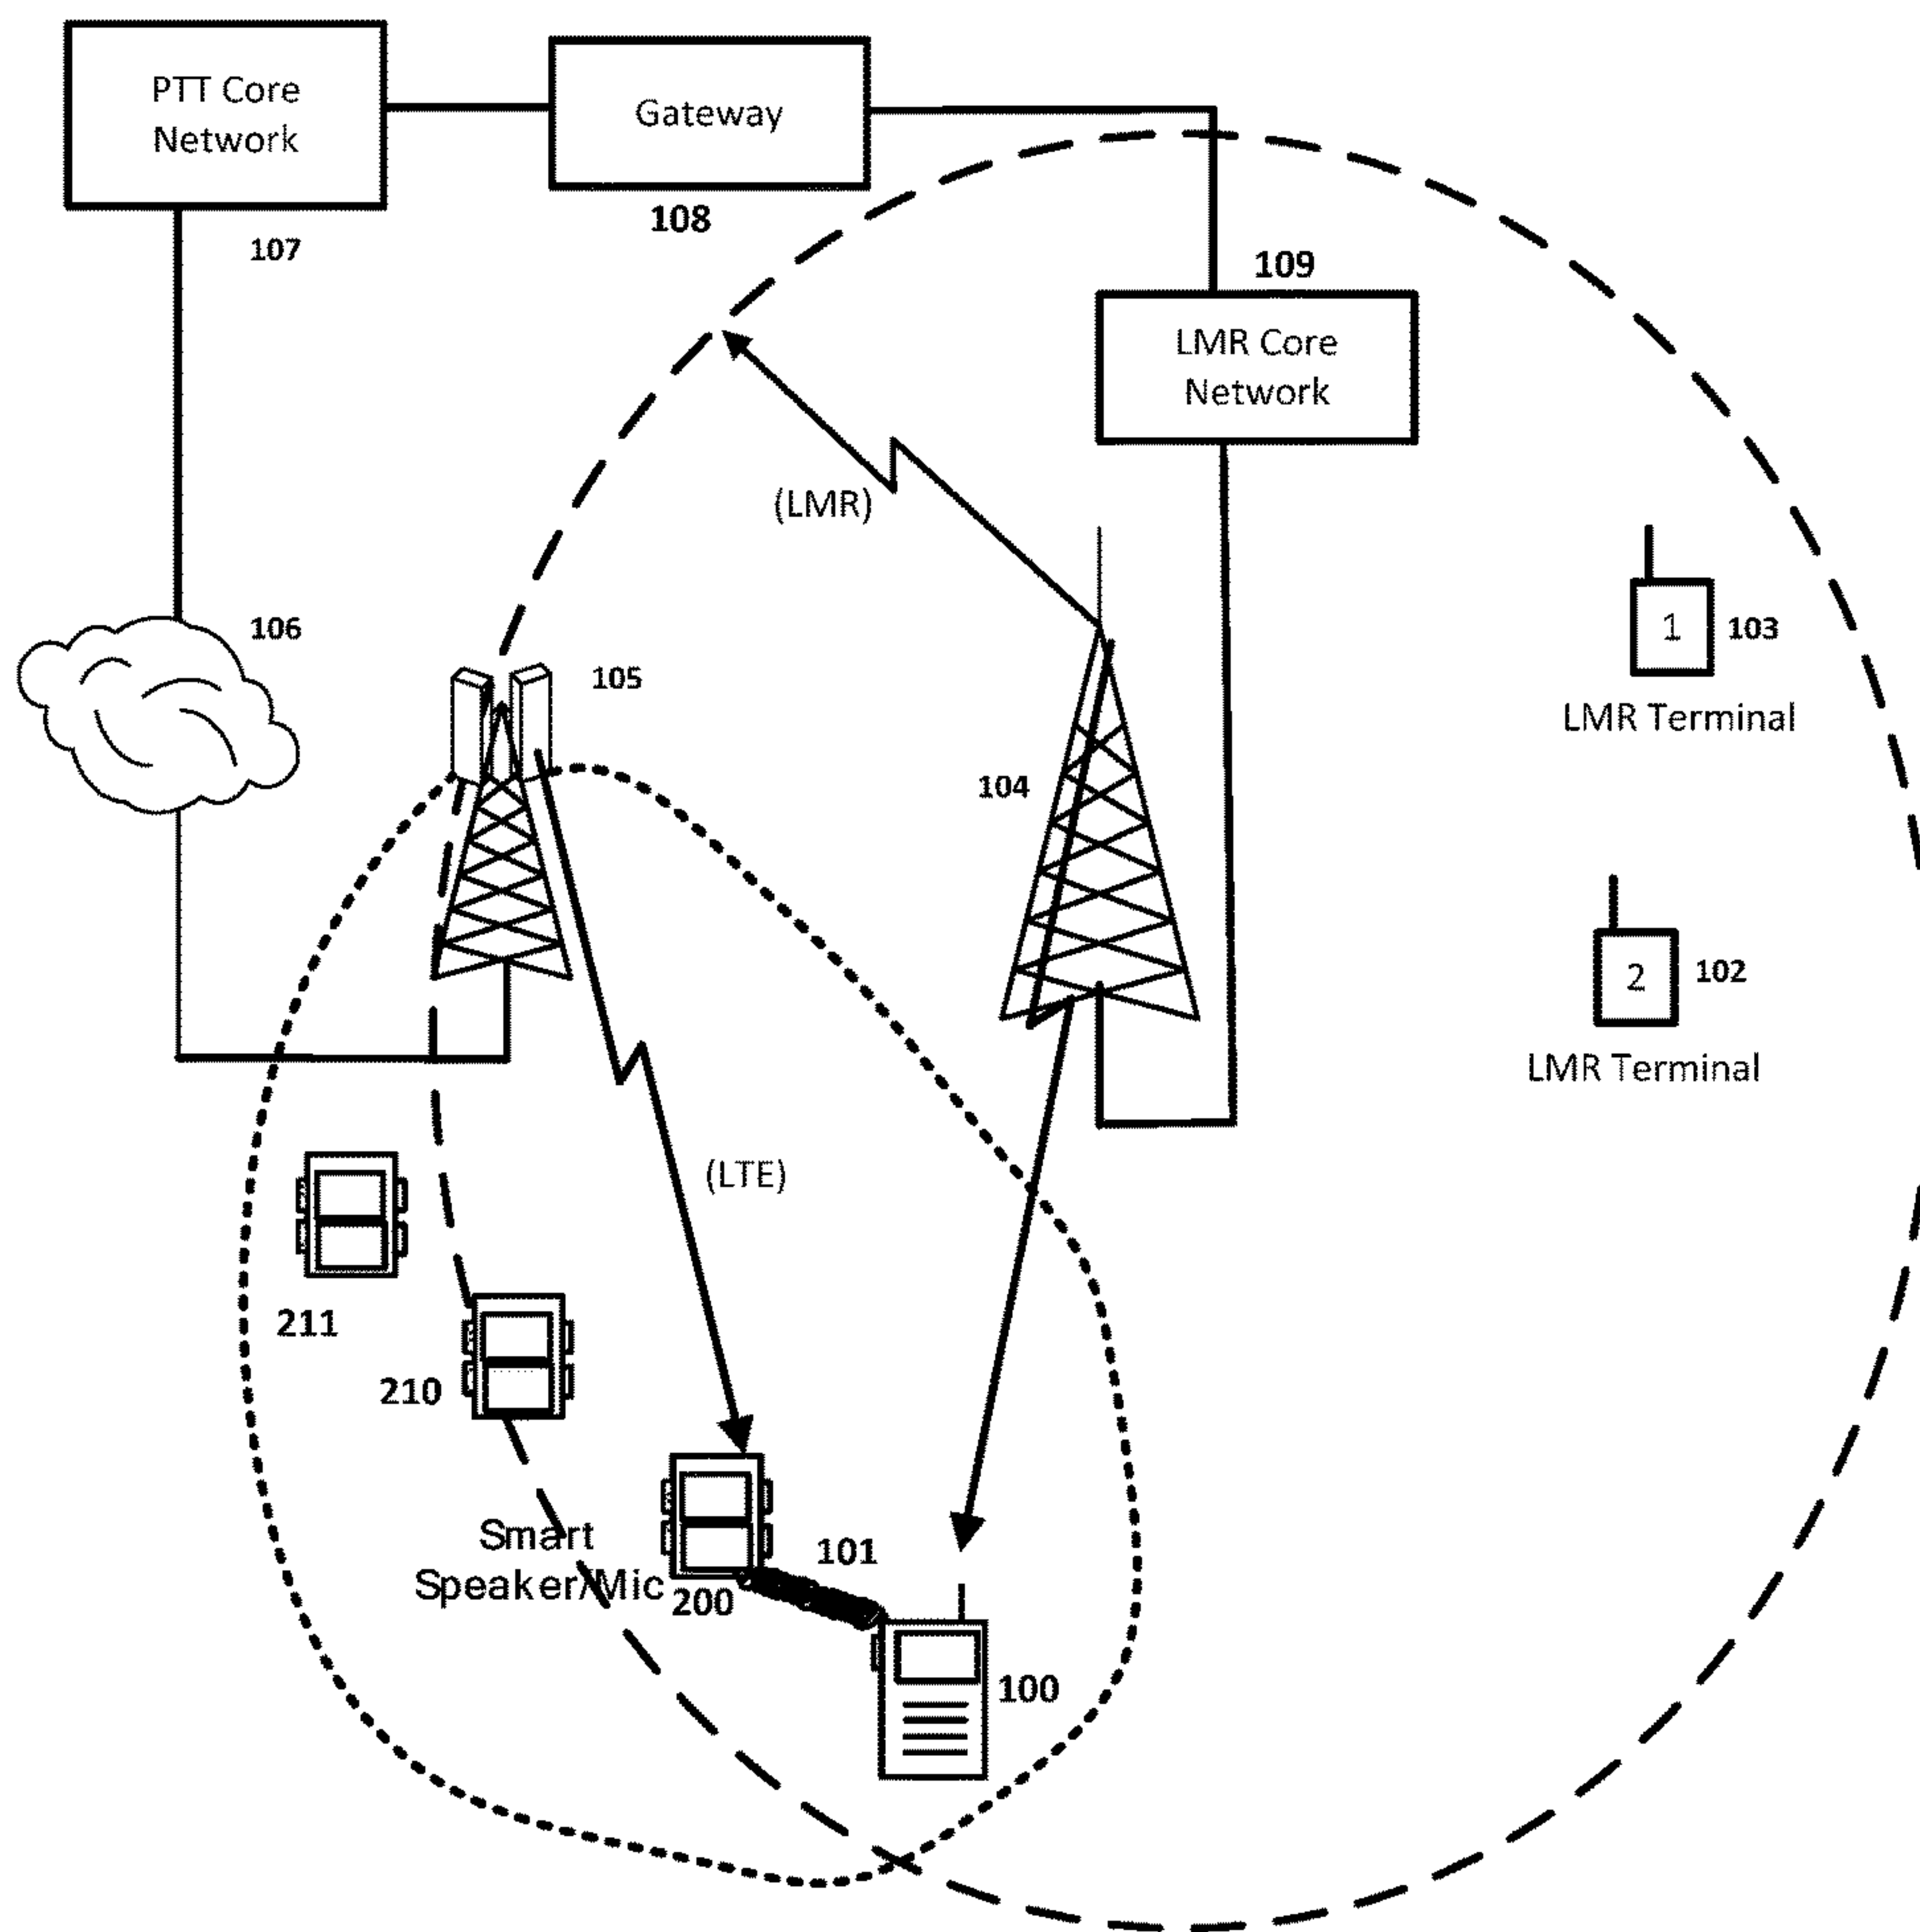 PTT Core
Network
107
Gateway
108
109
LMR Core
Network
(LMR)
106
105
104
1
103
LMR Terminal
2
102
LMR Terminal
(LTE)
211
210
Smart
Speaker/Mic
200
101
100